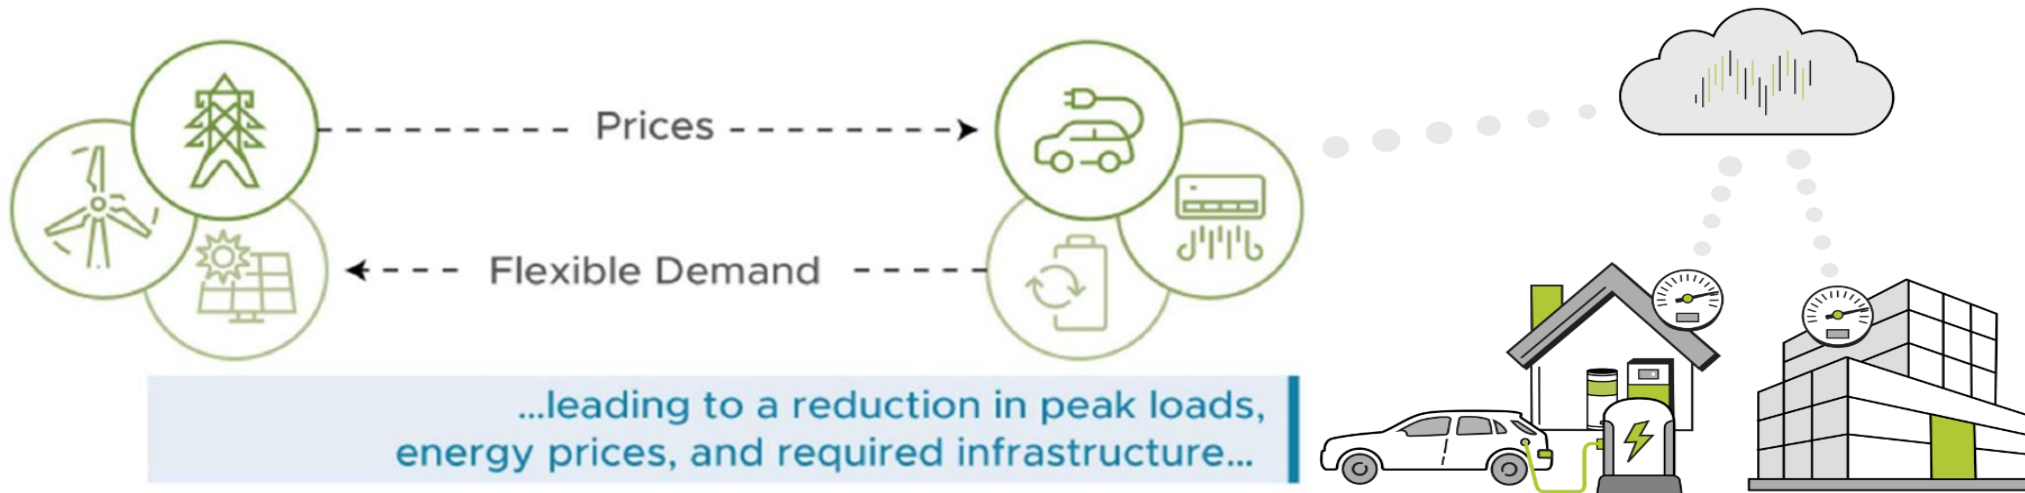 Prices
Flexible Demand
...leading to a reduction in peak loads,
energy prices, and required infrastructure...